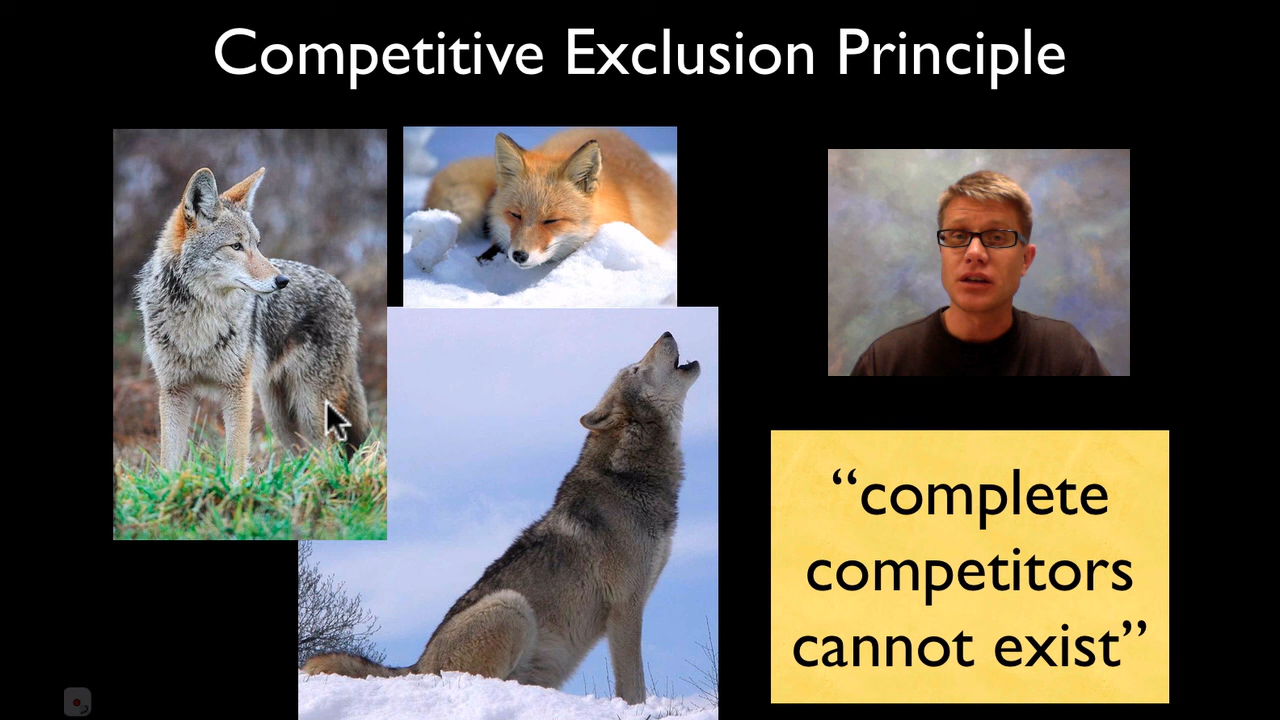 Competitive Exclusion Principle
“complete
competitors
cannot exist”